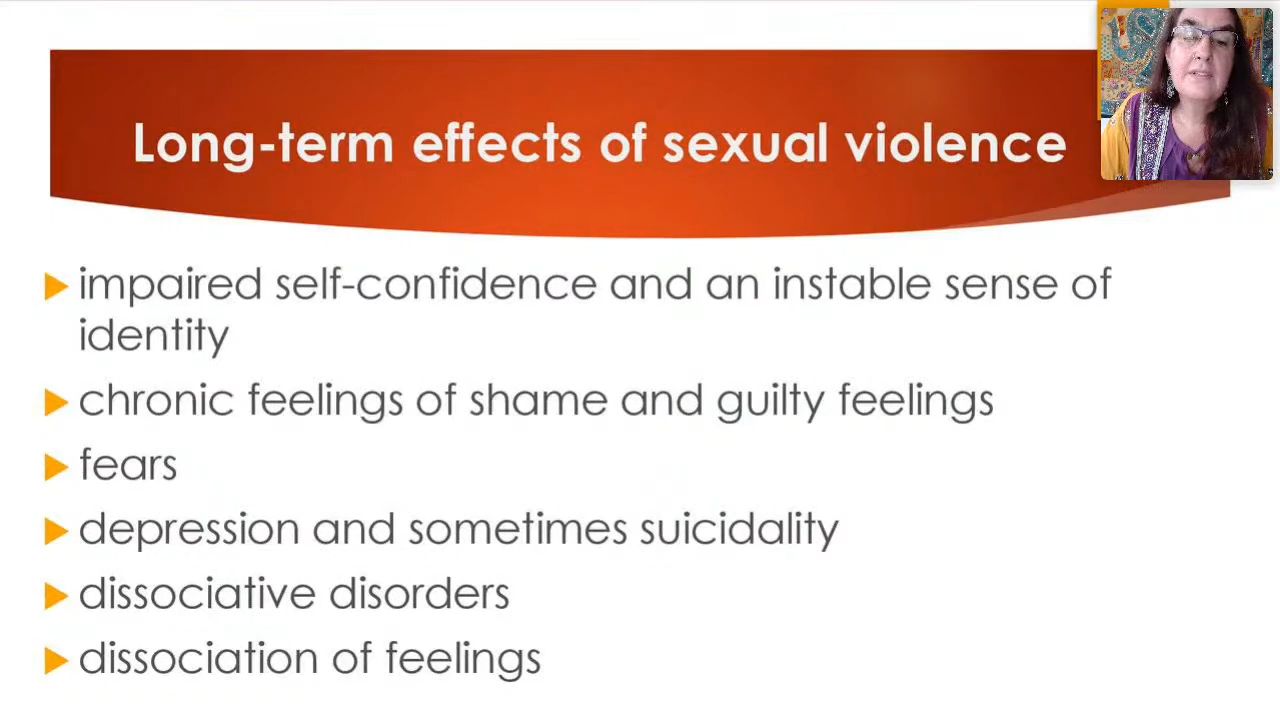 Long-term effects of sexual violence
impaired self-confidence and an instable sense of
identity
chronic feelings of shame and guilty feelings
fears
depression and sometimes suicidality
dissociative disorders
dissociation of feelings